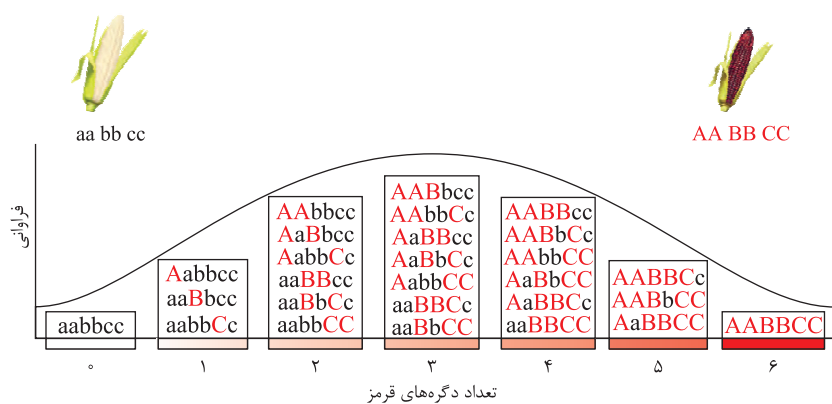 aa bb cc
AA BB CC
فراوانی
aabbcc
Aabbcc
aaBbcc
aabbCc
AAbbcc
AaBbcc
AabbCc
aaBBcc
aaBbCc
aabbCC
AABbcc
AAbbCc
AaBBcc
AaBbCc
AabbCC
aaBBCc
aaBbCC
AABBcc
AABbCc
AAbbCC
AaBbCC
AaBBCc
aaBBCC
AABBCc
AABbCC
AaBBCC
AABBCC
۰ ۱ ۲ ۳ ۴ ۵ ۶
تعداد دگره‌های قرمز